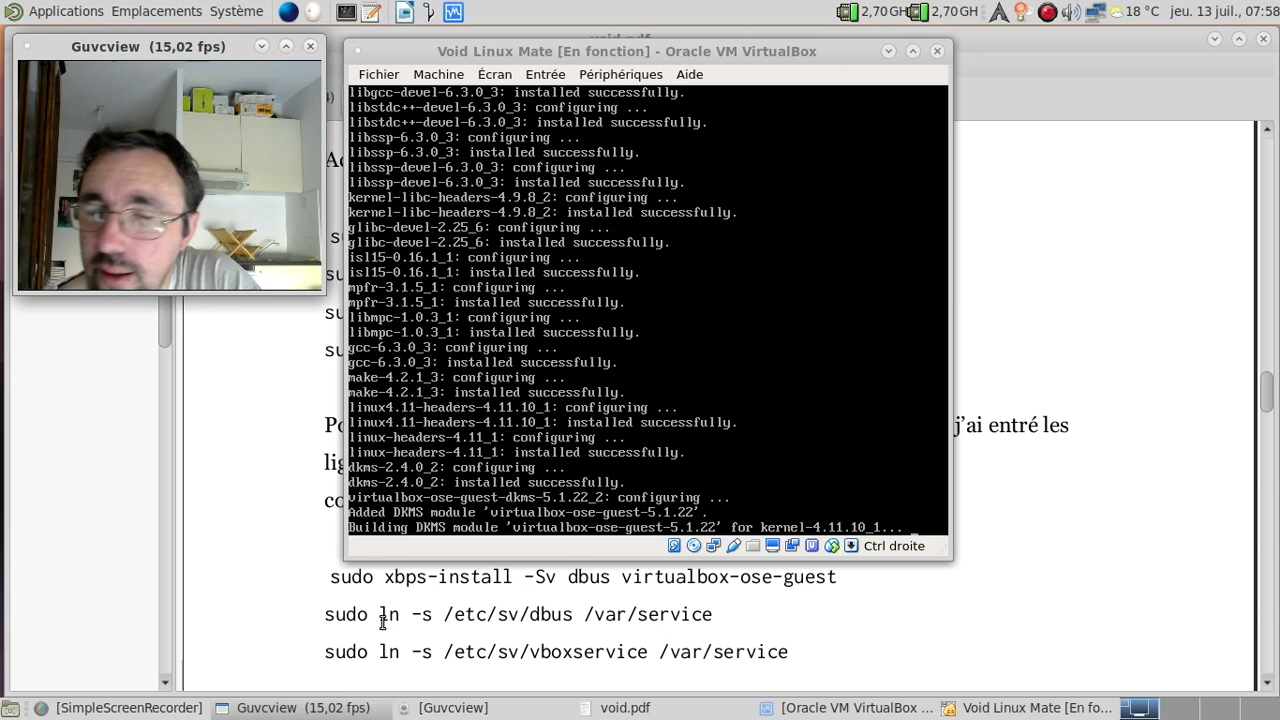 Applications Emplacements Système
2,70 GH 2,70 GH
18 °C jeu. 13 juil., 07:58
Guvcview (15,02 fps)
Void Linux Mate [En fonction] - Oracle VM VirtualBox
Fichier Machine Écran Entrée Périphériques Aide
libgcc-devel-6.3.0_3: installed successfully.
libstdc++-devel-6.3.0_3: configuring ...
libstdc++-devel-6.3.0_3: installed successfully.
libssp-6.3.0_3: configuring ...
libssp-6.3.0_3: installed successfully.
libssp-devel-6.3.0_3: configuring ...
libssp-devel-6.3.0_3: installed successfully.
kernel-libc-headers-4.9.8_2: configuring ...
kernel-libc-headers-4.9.8_2: installed successfully.
glibc-devel-2.25_6: configuring ...
glibc-devel-2.25_6: installed successfully.
isl15-0.16.1_1: configuring ...
isl15-0.16.1_1: installed successfully.
mpfr-3.1.5_1: configuring ...
mpfr-3.1.5_1: installed successfully.
libmpc-1.0.3_1: configuring ...
libmpc-1.0.3_1: installed successfully.
gcc-6.3.0_3: configuring ...
gcc-6.3.0_3: installed successfully.
make-4.2.1_3: configuring ...
make-4.2.1_3: installed successfully.
linux4.11-headers-4.11.10_1: configuring ...
linux4.11-headers-4.11.10_1: installed successfully.
linux-headers-4.11_1: configuring ...
linux-headers-4.11_1: installed successfully.
dkms-2.4.0_2: configuring ...
dkms-2.4.0_2: installed successfully.
virtualbox-ose-guest-dkms-5.1.22_2: configuring ...
Added DKMS module 'virtualbox-ose-guest-5.1.22'.
Building DKMS module 'virtualbox-ose-guest-5.1.22' for kernel-4.11.10_1... _
Ctrl droite
j'ai entré les
sudo xbps-install -Sv dbus virtualbox-ose-guest
sudo ln -s /etc/sv/dbus /var/service
sudo ln -s /etc/sv/vboxservice /var/service
[SimpleScreenRecorder] Guvcview (15,02 fps) [Guvcview] void.pdf [Oracle VM VirtualBox ... Void Linux Mate [En fo...